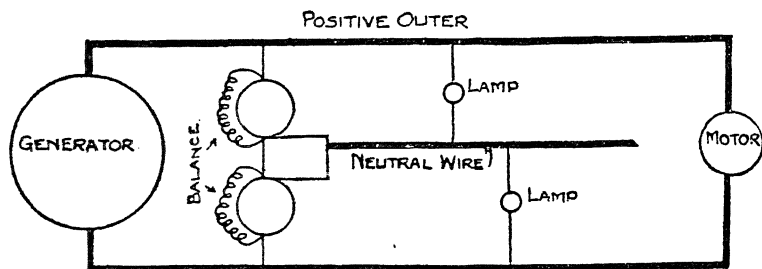 POSITIVE OUTER
LAMP
GENERATOR
BALANCE
NEUTRAL WIRE
MOTOR
LAMP